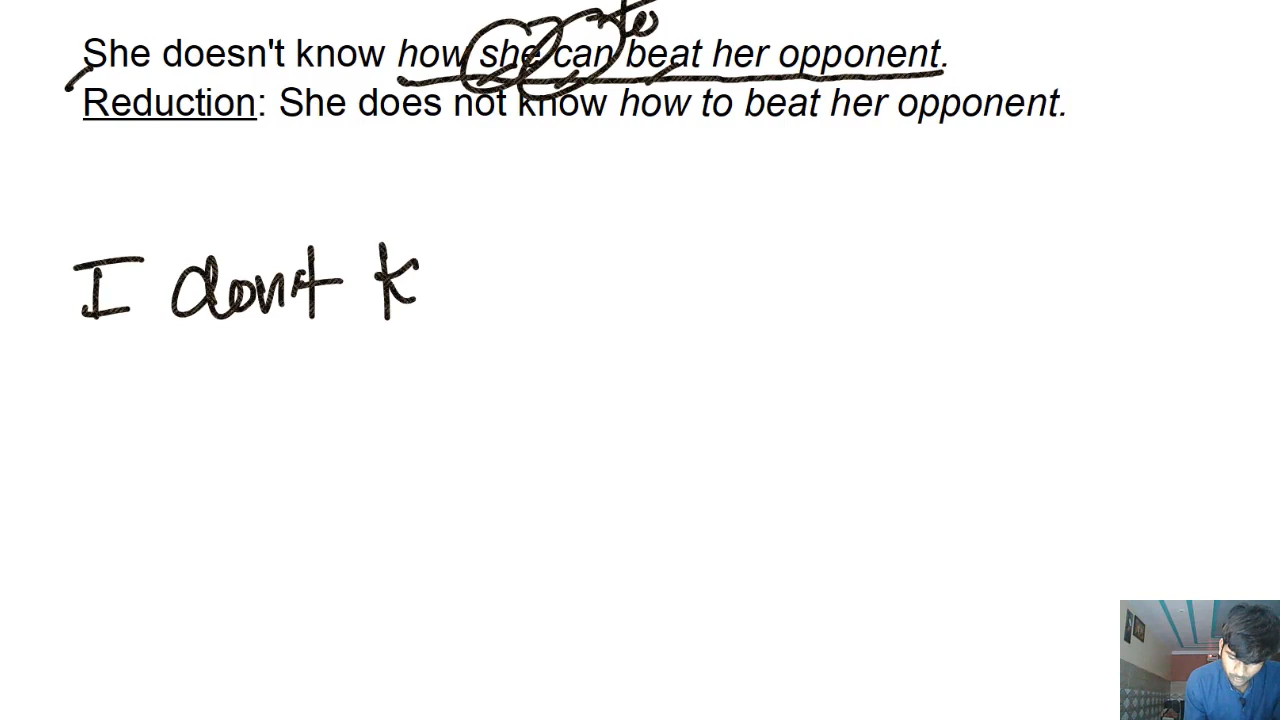 to
She doesn't know how she can beat her opponent.
Reduction: She does not know how to beat her opponent.
I dont k